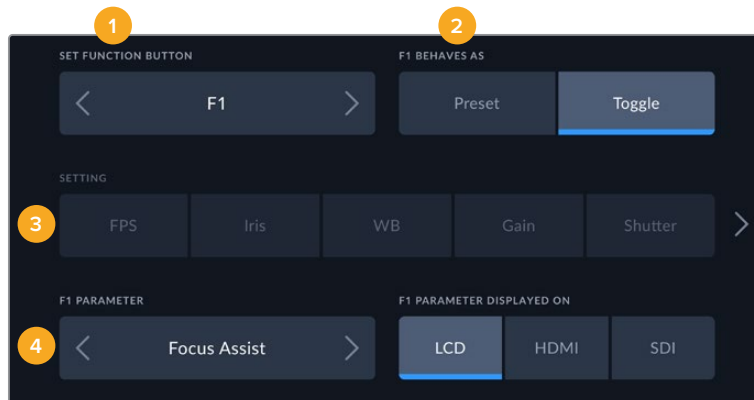 1
2
SET FUNCTION BUTTON
F1 BEHAVES AS
F1
Preset
Toggle
SETTING
3
FPS
Iris
WB
Gain
Shutter
F1 PARAMETER
F1 PARAMETER DISPLAYED ON
4
Focus Assist
LCD
HDMI
SDI